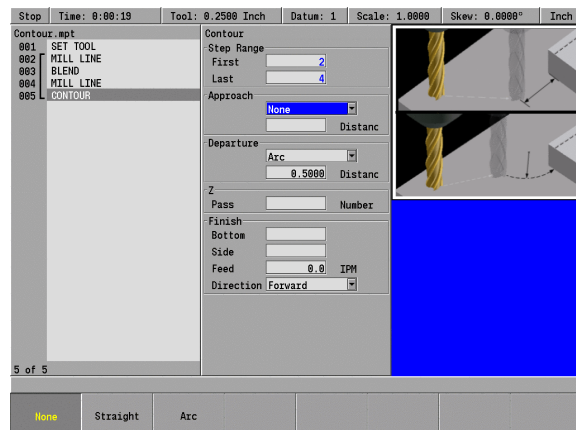 Stop Time: 0:00:19 Tool: 0.2500 Inch Datum: 1 Scale: 1.0000 Skew: 0.0000° Inch
Contour.mpt
001 SET TOOL
002 MILL LINE
003 BLEND
004 MILL LINE
005 CONTOUR
5 of 5
Contour
Step Range
First 2
Last 4
Approach
None
Distanc
Departure
Arc
0.5000 Distanc
Z
Pass Number
Finish
Bottom
Side
Feed 0.0 IPM
Direction Forward
None Straight Arc